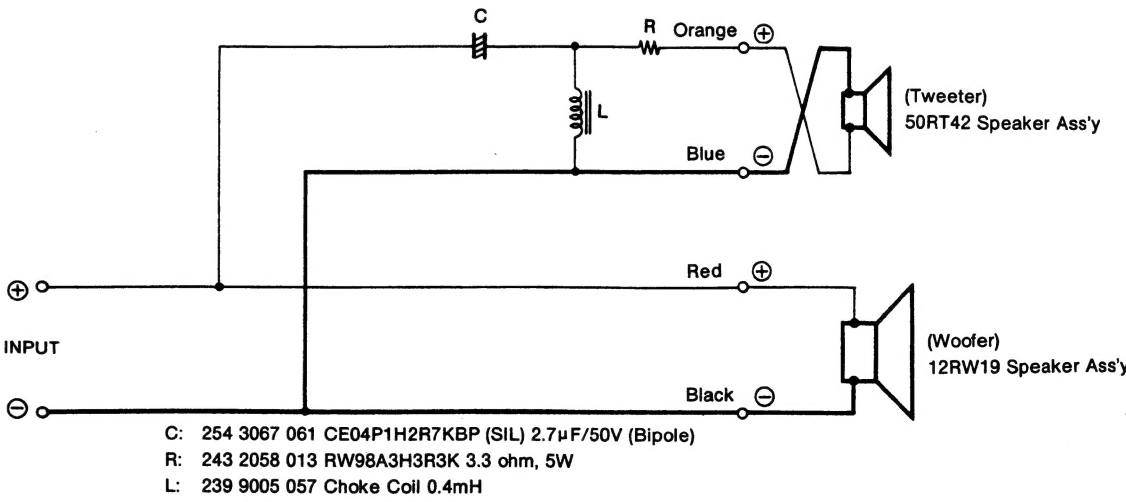 C
R
Orange ⊕
L
(Tweeter)
50RT42 Speaker Ass'y
Blue ⊖
Red ⊕
⊕
INPUT
(Woofer)
12RW19 Speaker Ass'y
Black ⊖
⊖
C: 254 3067 061 CE04P1H2R7KBP (SIL) 2.7µF/50V (Bipole)
R: 243 2058 013 RW98A3H3R3K 3.3 ohm, 5W
L: 239 9005 057 Choke Coil 0.4mH